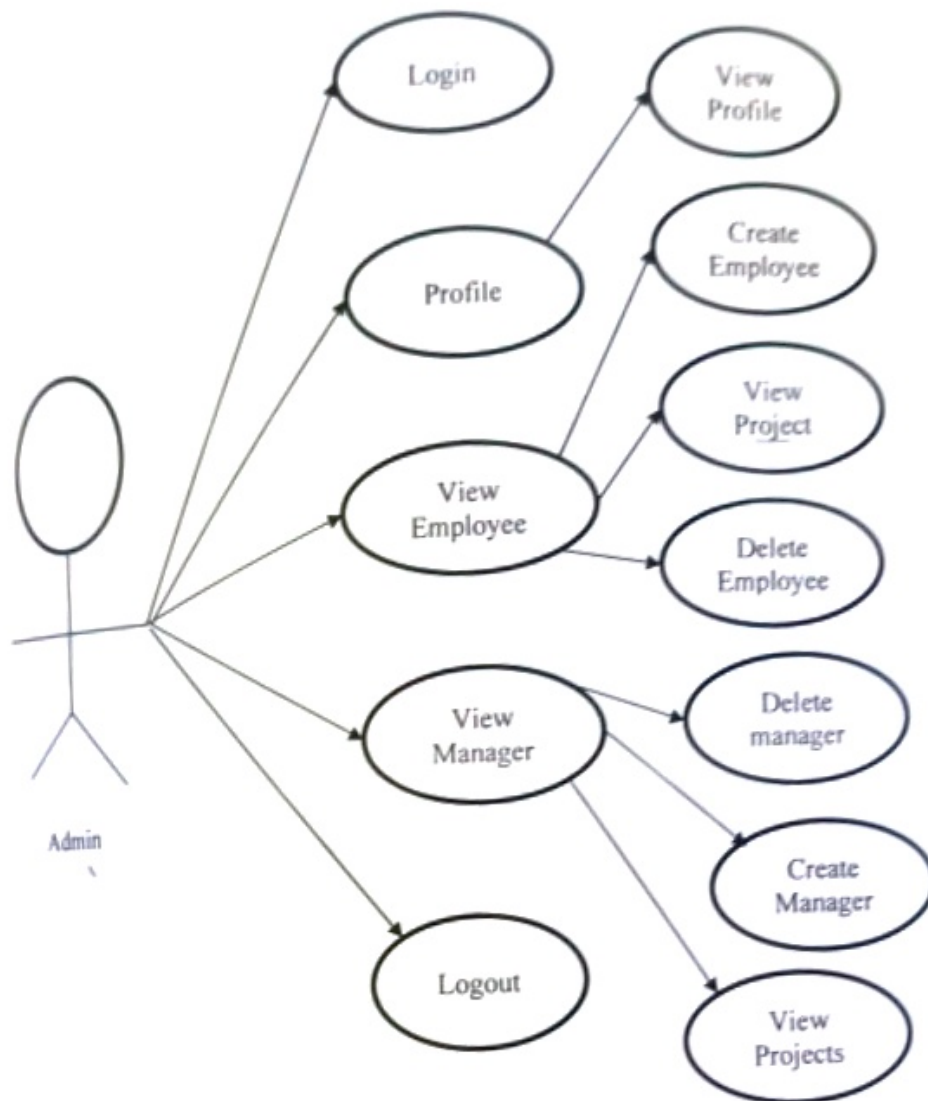 Login
View
Profile
Profile
Create
Employee
View
Project
View
Employee
Delete
Employee
View
Manager
Delete
manager
Admin
Create
Manager
Logout
View
Projects